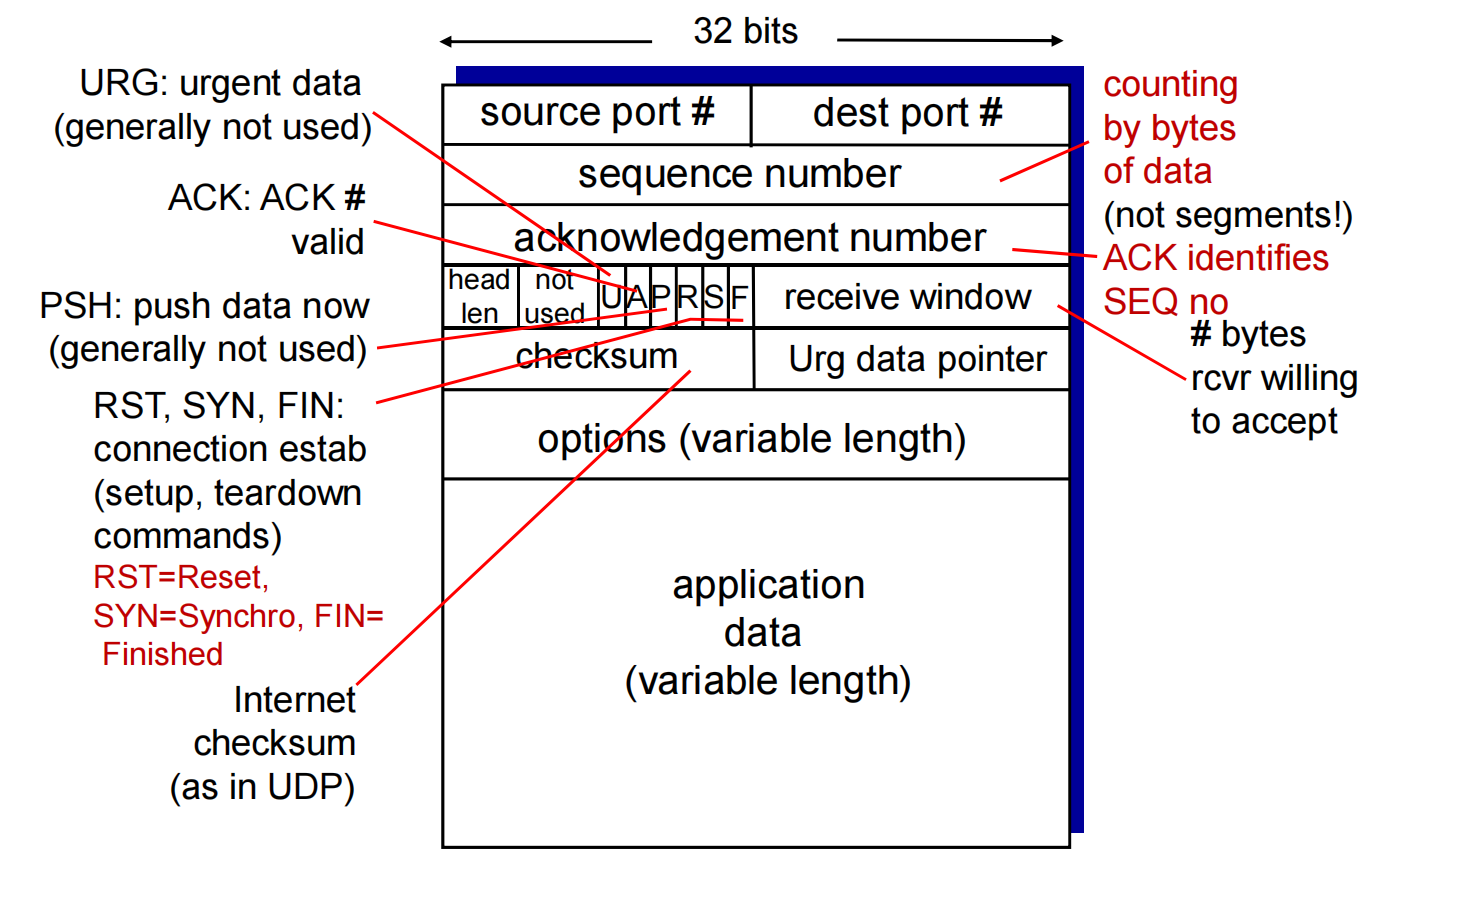 32 bits
URG: urgent data
(generally not used)
ACK: ACK #
valid
PSH: push data now
(generally not used)
RST, SYN, FIN:
connection estab
(setup, teardown
commands)
RST=Reset,
SYN=Synchro, FIN=
Finished
Internet
checksum
(as in UDP)
source port #
dest port #
sequence number
acknowledgement number
head
len
not
used
U
A
P
R
S
F
receive window
checksum
Urg data pointer
options (variable length)
application
data
(variable length)
counting
by bytes
of data
(not segments!)
ACK identifies
SEQ no
# bytes
rcvr willing
to accept